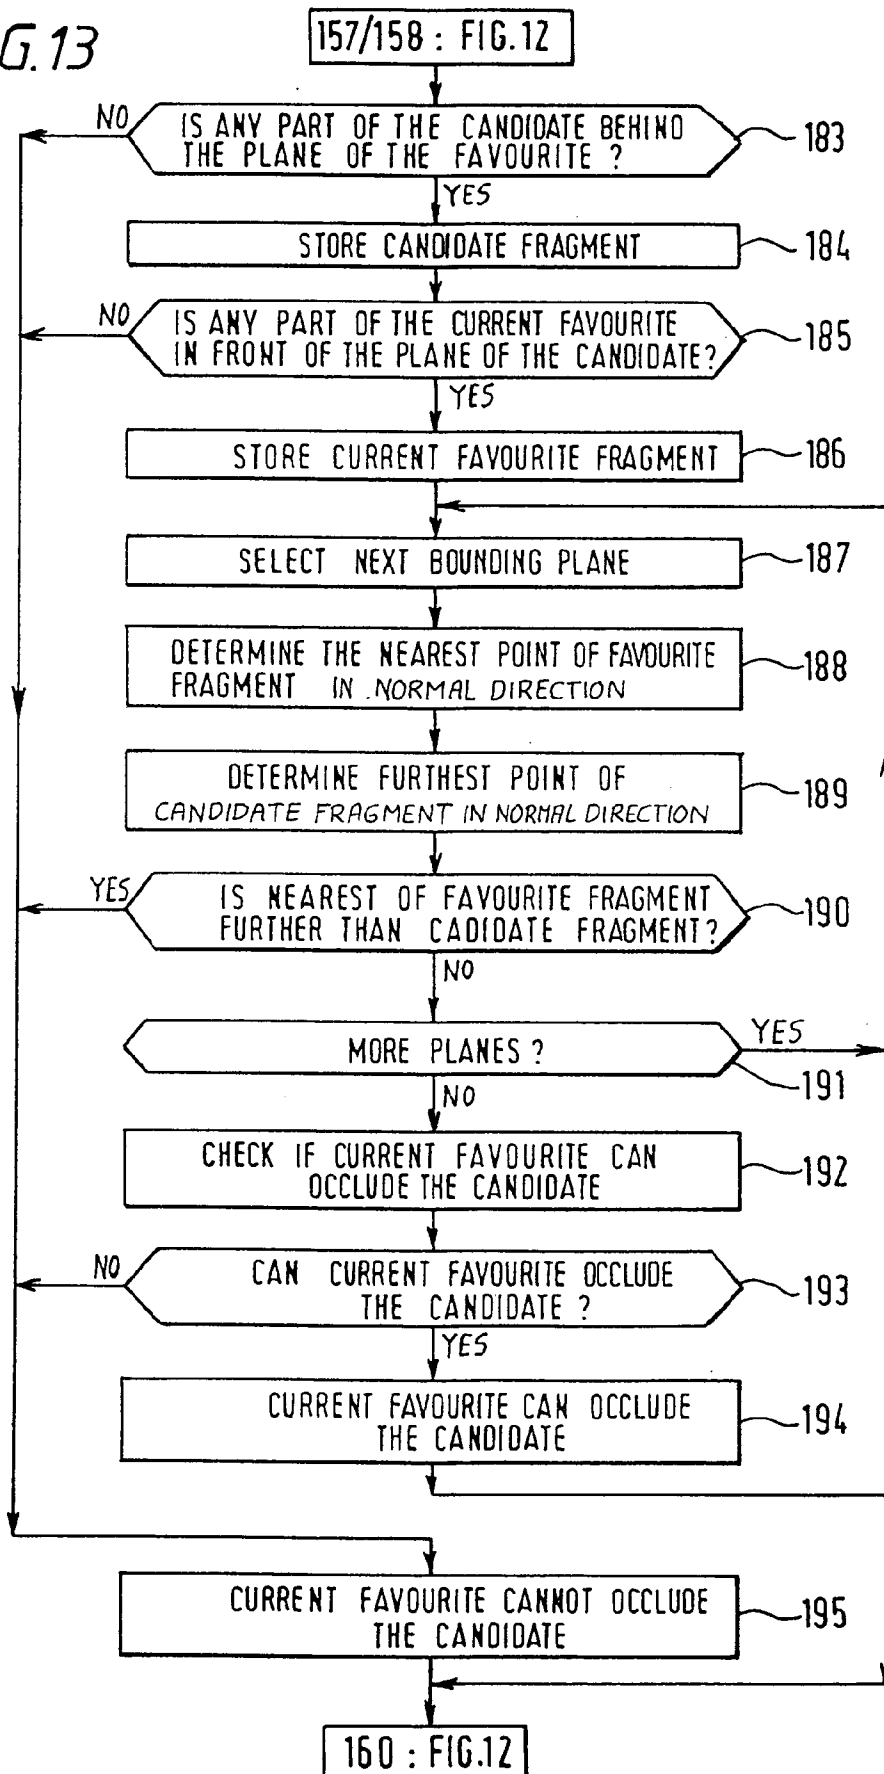 G.13
157/158 : FIG.12
NO
IS ANY PART OF THE CANDIDATE BEHIND
THE PLANE OF THE FAVOURITE ?
183
YES
STORE CANDIDATE FRAGMENT
184
NO
IS ANY PART OF THE CURRENT FAVOURITE
IN FRONT OF THE PLANE OF THE CANDIDATE?
185
YES
STORE CURRENT FAVOURITE FRAGMENT
186
SELECT NEXT BOUNDING PLANE
187
DETERMINE THE NEAREST POINT OF FAVOURITE
FRAGMENT IN NORMAL DIRECTION
188
DETERMINE FURTHEST POINT OF
CANDIDATE FRAGMENT IN NORMAL DIRECTION
189
YES
IS NEAREST OF FAVOURITE FRAGMENT
FURTHER THAN CADIDATE FRAGMENT?
190
NO
MORE PLANES ?
YES
191
NO
CHECK IF CURRENT FAVOURITE CAN
OCCLUDE THE CANDIDATE
192
NO
CAN CURRENT FAVOURITE OCCLUDE
THE CANDIDATE ?
193
YES
CURRENT FAVOURITE CAN OCCLUDE
THE CANDIDATE
194
CURRENT FAVOURITE CANNOT OCCLUDE
THE CANDIDATE
195
160 : FIG.12